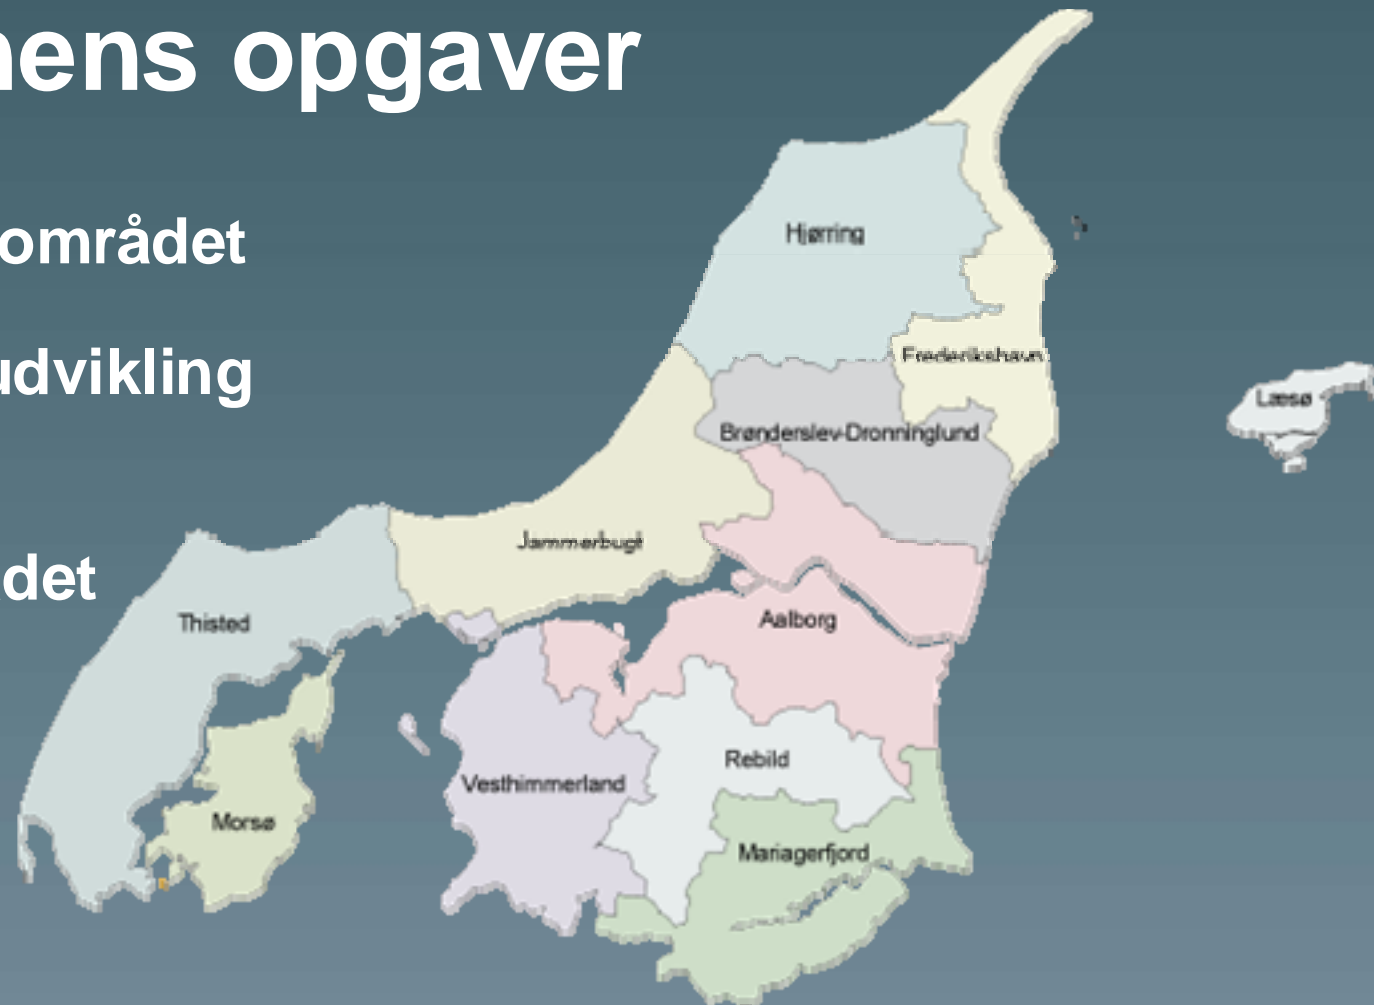 nens opgaver
området
udvikling
det
Hjørring
Frederikshavn
Læsø
Brønderslev-Dronninglund
Jammerbugt
Thisted
Aalborg
Rebild
Vesthimmerland
Morsø
Mariagerfjord